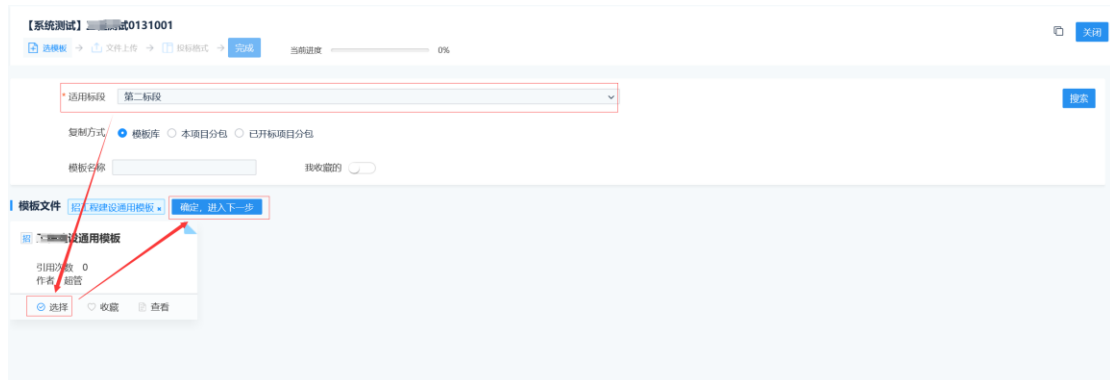 【系统测试】 试0131001
关闭
选模板 → 文件上传 → 投标格式 → 完成 当前进度 0%
* 适用标段 第二标段
搜索
复制方式 模板库 本项目分包 已开标项目分包
模板名称 我收藏的
模板文件 招工程建设通用模板 × 确定，进入下一步
招 建设通用模板
引用次数 0
作者 超管
选择 收藏 查看